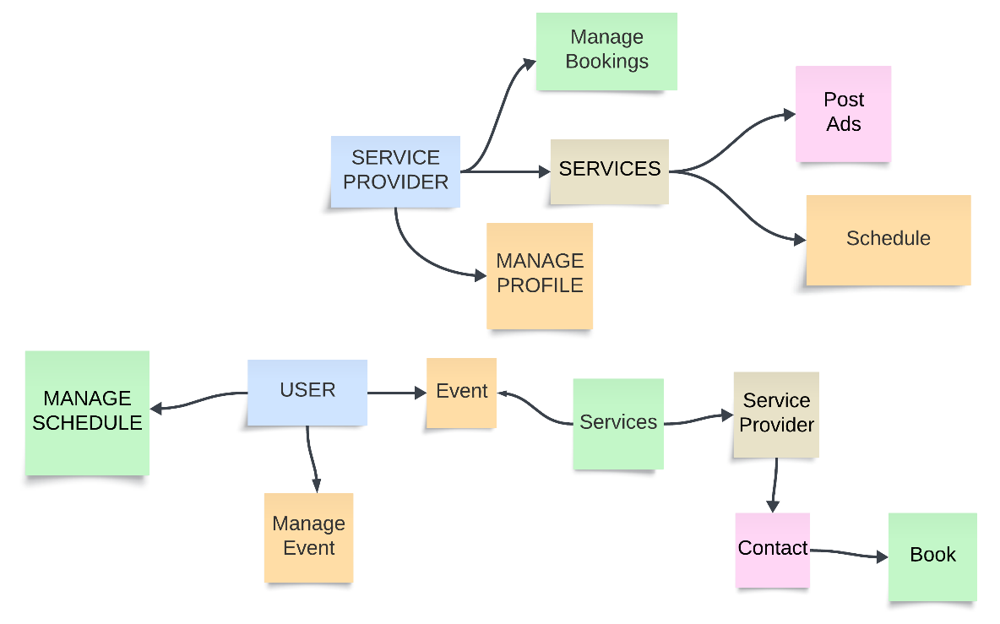 Manage
Bookings
Post
Ads
SERVICE
PROVIDER
SERVICES
Schedule
MANAGE
PROFILE
MANAGE
SCHEDULE
USER
Event
Services
Service
Provider
Manage
Event
Contact
Book